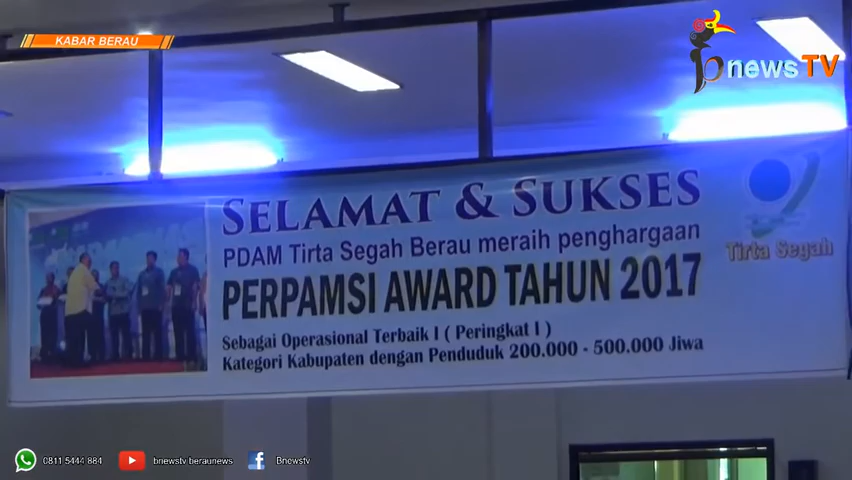 KABAR BERAU
bnewsTV
SELAMAT & SUKSES
PDAM Tirta Segah Berau meraih penghargaan
PERPAMSI AWARD TAHUN 2017
Sebagai Operasional Terbaik I ( Peringkat I )
Kategori Kabupaten dengan Penduduk 200.000 - 500.000 Jiwa
Tirta Segah
0811 5444 884
bnewstv beraunews
Bnewstv